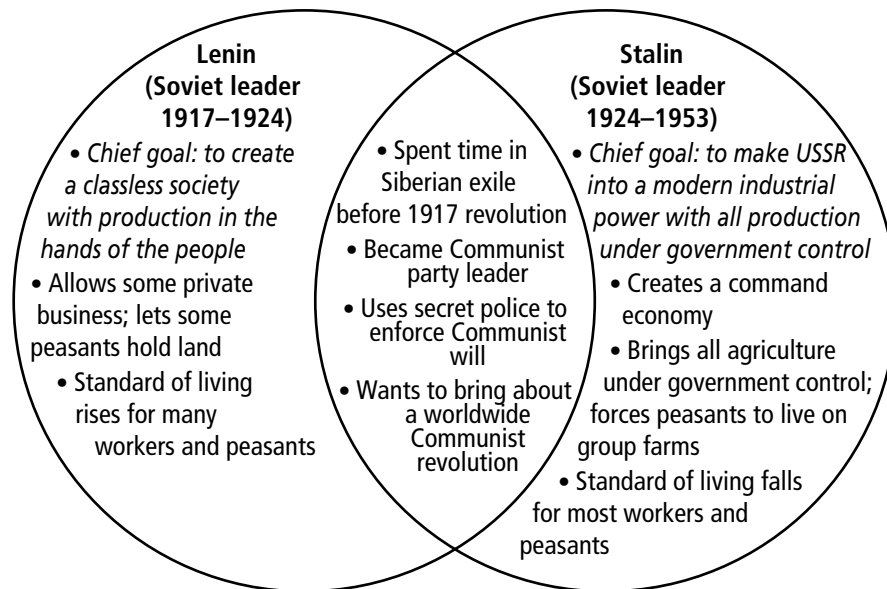 Lenin
(Soviet leader
1917–1924)
• Chief goal: to create
a classless society
with production in the
hands of the people
• Allows some private
business; lets some
peasants hold land
• Standard of living
rises for many
workers and peasants
• Spent time in
Siberian exile
before 1917 revolution
• Became Communist
party leader
• Uses secret police to
enforce Communist
will
• Wants to bring about
a worldwide
Communist
revolution
Stalin
(Soviet leader
1924–1953)
• Chief goal: to make USSR
into a modern industrial
power with all production
under government control
• Creates a command
economy
• Brings all agriculture
under government control;
forces peasants to live on
group farms
• Standard of living falls
for most workers and
peasants